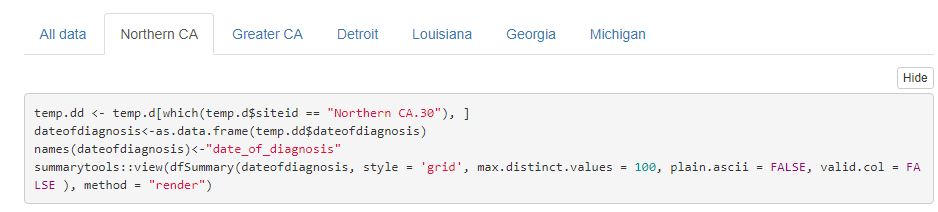 All data Northern CA Greater CA Detroit Louisiana Georgia Michigan
Hide
temp.dd <- temp.d[which(temp.d$siteid == "Northern CA.30"), ]
dateofdiagnosis<-as.data.frame(temp.dd$dateofdiagnosis)
names(dateofdiagnosis)<-"date_of_diagnosis"
summarytools::view(dfSummary(dateofdiagnosis, style = 'grid', max.distinct.values = 100, plain.ascii = FALSE, valid.col = FA
LSE ), method = "render")